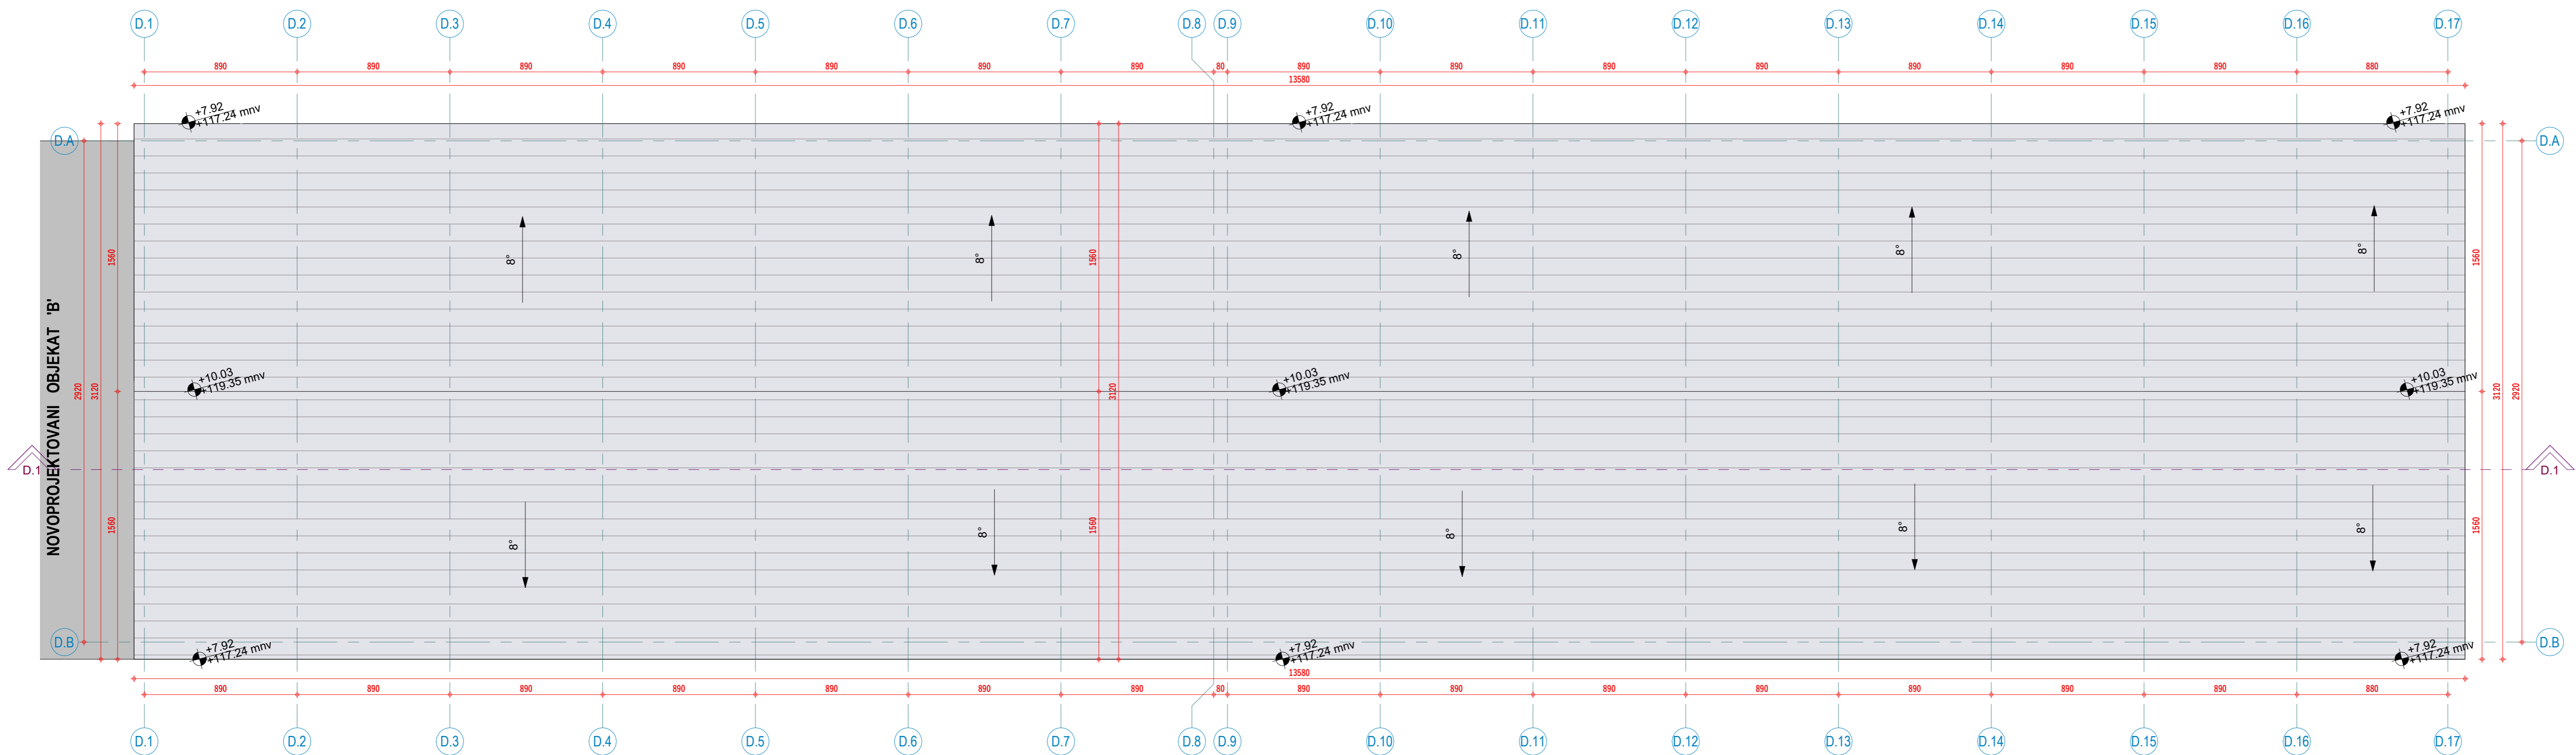 D.1 D.2 D.3 D.4 D.5 D.6 D.7 D.8 D.9 D.10 D.11 D.12 D.13 D.14 D.15 D.16 D.17
890 890 890 890 890 890 890 80 890 890 890 890 890 890 890 880
13580
+7.92 +7.92 +7.92
+117.24 mnv +117.24 mnv +117.24 mnv
D.A D.A
1560 1560 1560
8° 8° 8° 8° 8°
NOVOPROJEKTOVANI OBJEKAT 'B'
2920 3120 3120 3120 2920
+10.03 +10.03 +10.03
+119.35 mnv +119.35 mnv +119.35 mnv
D.1 D.1
1560 1560 1560
8° 8° 8° 8° 8°
D.B D.B
+7.92 +7.92 +7.92
+117.24 mnv +117.24 mnv +117.24 mnv
13580
890 890 890 890 890 890 890 80 890 890 890 890 890 890 890 880
D.1 D.2 D.3 D.4 D.5 D.6 D.7 D.8 D.9 D.10 D.11 D.12 D.13 D.14 D.15 D.16 D.17